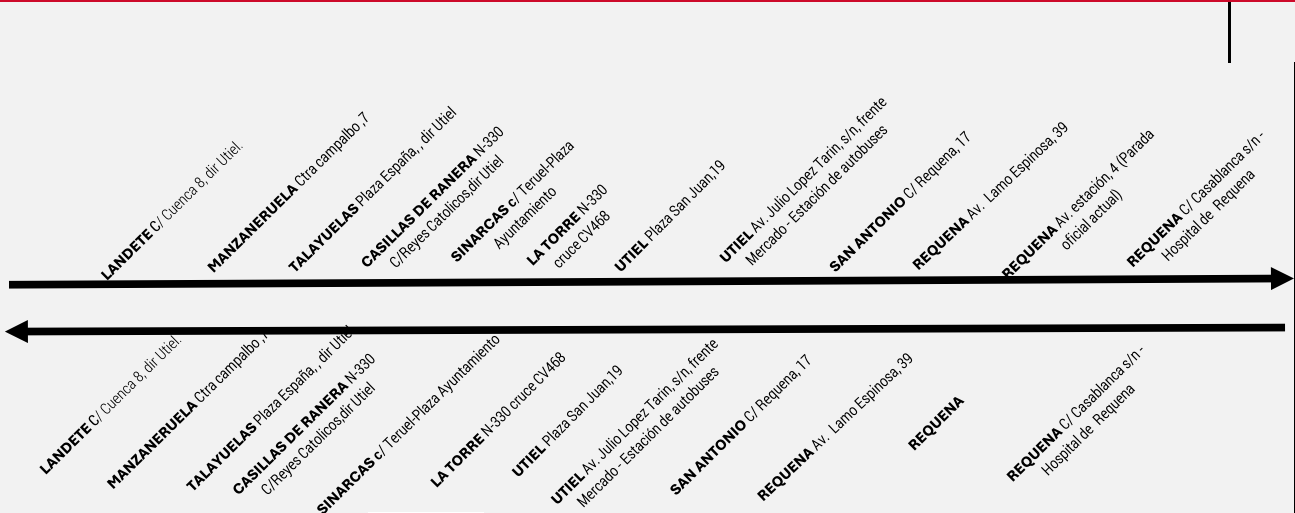 LANDETE C/ Cuenca 8, dir Utiel.
MANZANERUELA Ctra campalbo ,7
TALAYUELAS Plaza España, , dir Utiel
CASILLAS DE RANERA N-330
C/Reyes Catolicos,dir Utiel
SINARCAS c/ Teruel-Plaza
Ayuntamiento
LA TORRE N-330
cruce CV468
UTIEL Plaza San Juan,19
UTIEL Av. Julio Lopez Tarin, s/n, frente
Mercado - Estación de autobuses
SAN ANTONIO C/ Requena, 17
REQUENA Av. Lamo Espinosa, 39
REQUENA Av. estación, 4 (Parada
oficial actual)
REQUENA C/ Casablanca s/n -
Hospital de Requena
LANDETE C/ Cuenca 8, dir Utiel.
MANZANERUELA Ctra campalbo ,7
TALAYUELAS Plaza España, , dir Utiel
CASILLAS DE RANERA N-330
C/Reyes Catolicos,dir Utiel
SINARCAS c/ Teruel-Plaza Ayuntamiento
LA TORRE N-330 cruce CV468
UTIEL Plaza San Juan,19
UTIEL Av. Julio Lopez Tarin, s/n, frente
Mercado - Estación de autobuses
SAN ANTONIO C/ Requena, 17
REQUENA Av. Lamo Espinosa, 39
REQUENA
REQUENA C/ Casablanca s/n -
Hospital de Requena